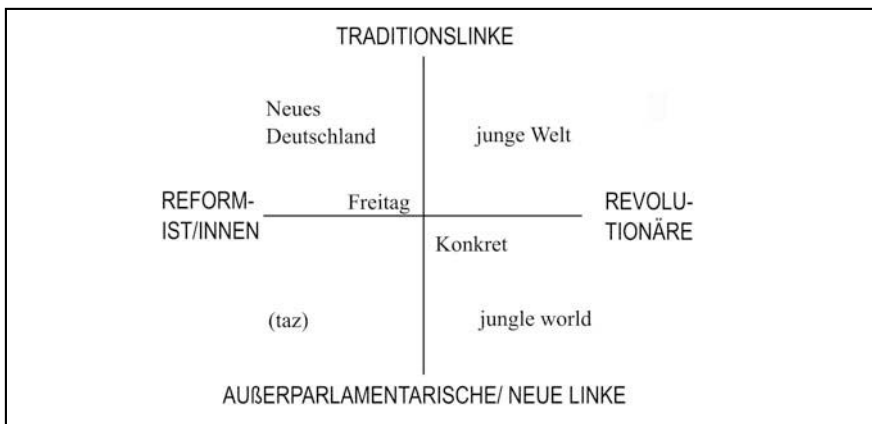 TRADITIONSLINKE
Neues
Deutschland
junge Welt
REFORM-
IST/INNEN
Freitag
REVOLU-
TIONÄRE
Konkret
(taz)
jungle world
AUßERPARLAMENTARISCHE/ NEUE LINKE